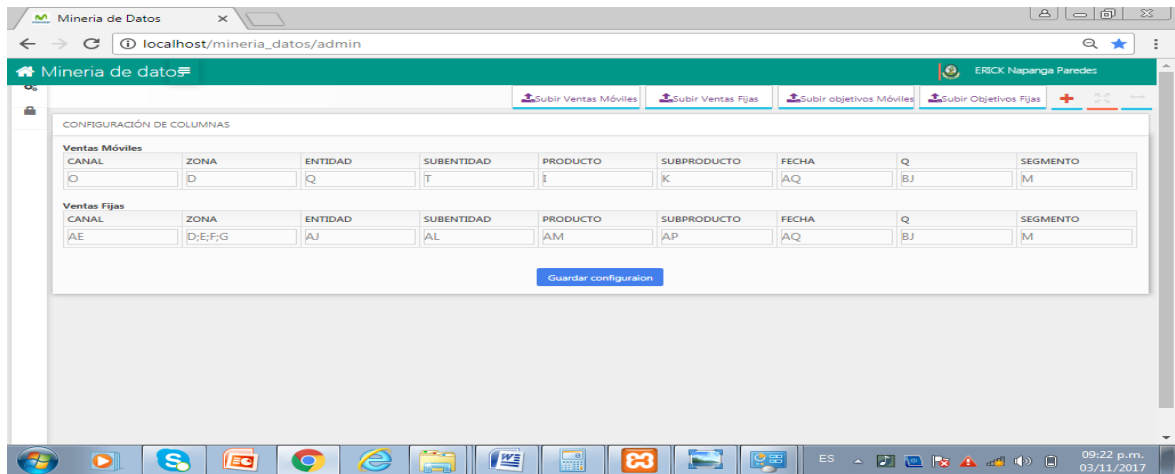 Mineria de Datos
localhost/mineria_datos/admin
Mineria de datos
ERICK Napanga Paredes
Subir Ventas Móviles
Subir Ventas Fijas
Subir objetivos Móviles
Subir Objetivos Fijas
CONFIGURACIÓN DE COLUMNAS
Ventas Móviles
CANAL ZONA ENTIDAD SUBENTIDAD PRODUCTO SUBPRODUCTO FECHA Q SEGMENTO
O D Q T I K AQ BJ M
Ventas Fijas
CANAL ZONA ENTIDAD SUBENTIDAD PRODUCTO SUBPRODUCTO FECHA Q SEGMENTO
AE D;E;F;G AJ AL AM AP AQ BJ M
Guardar configuraion
ES
09:22 p.m.
03/11/2017